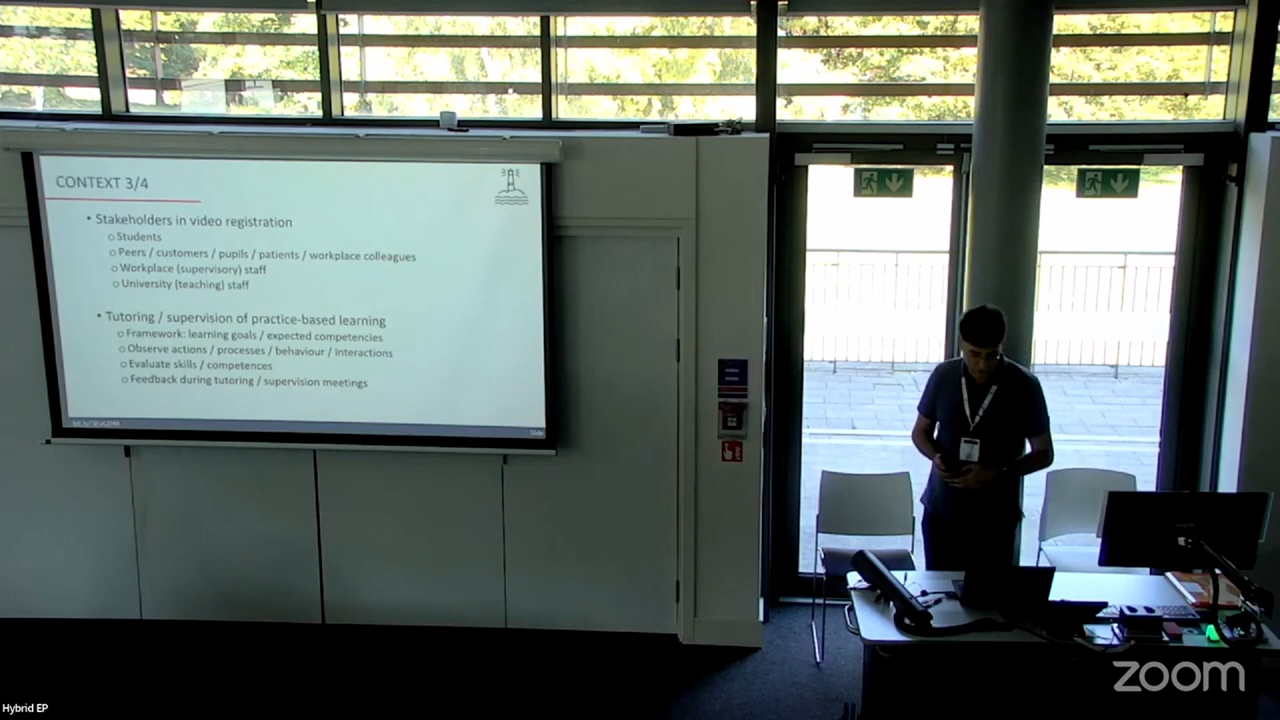 CONTEXT 3/4
• Stakeholders in video registration
o Students
o Peers / customers / pupils / patients / workplace colleagues
o Workplace (supervisory) staff
o University (teaching) staff
• Tutoring / supervision of practice-based learning
o Framework: learning goals / expected competencies
o Observe actions / processes / behaviour / interactions
o Evaluate skills / competences
o Feedback during tutoring / supervision meetings
zoom
Hybrid EP